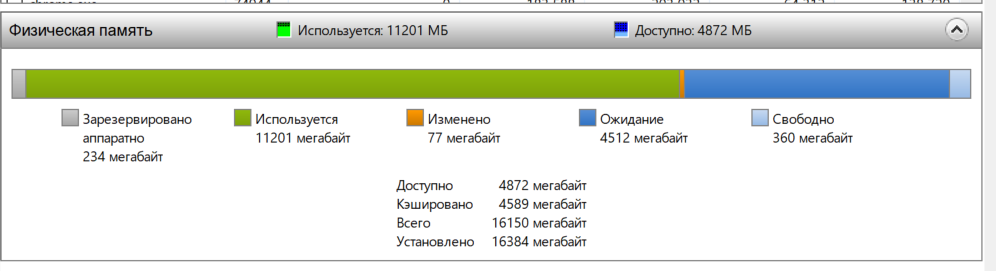 Физическая память Используется: 11201 МБ Доступно: 4872 МБ
Зарезервировано аппаратно 234 мегабайт
Используется 11201 мегабайт
Изменено 77 мегабайт
Ожидание 4512 мегабайт
Свободно 360 мегабайт
Доступно 4872 мегабайт
Кэшировано 4589 мегабайт
Всего 16150 мегабайт
Установлено 16384 мегабайт